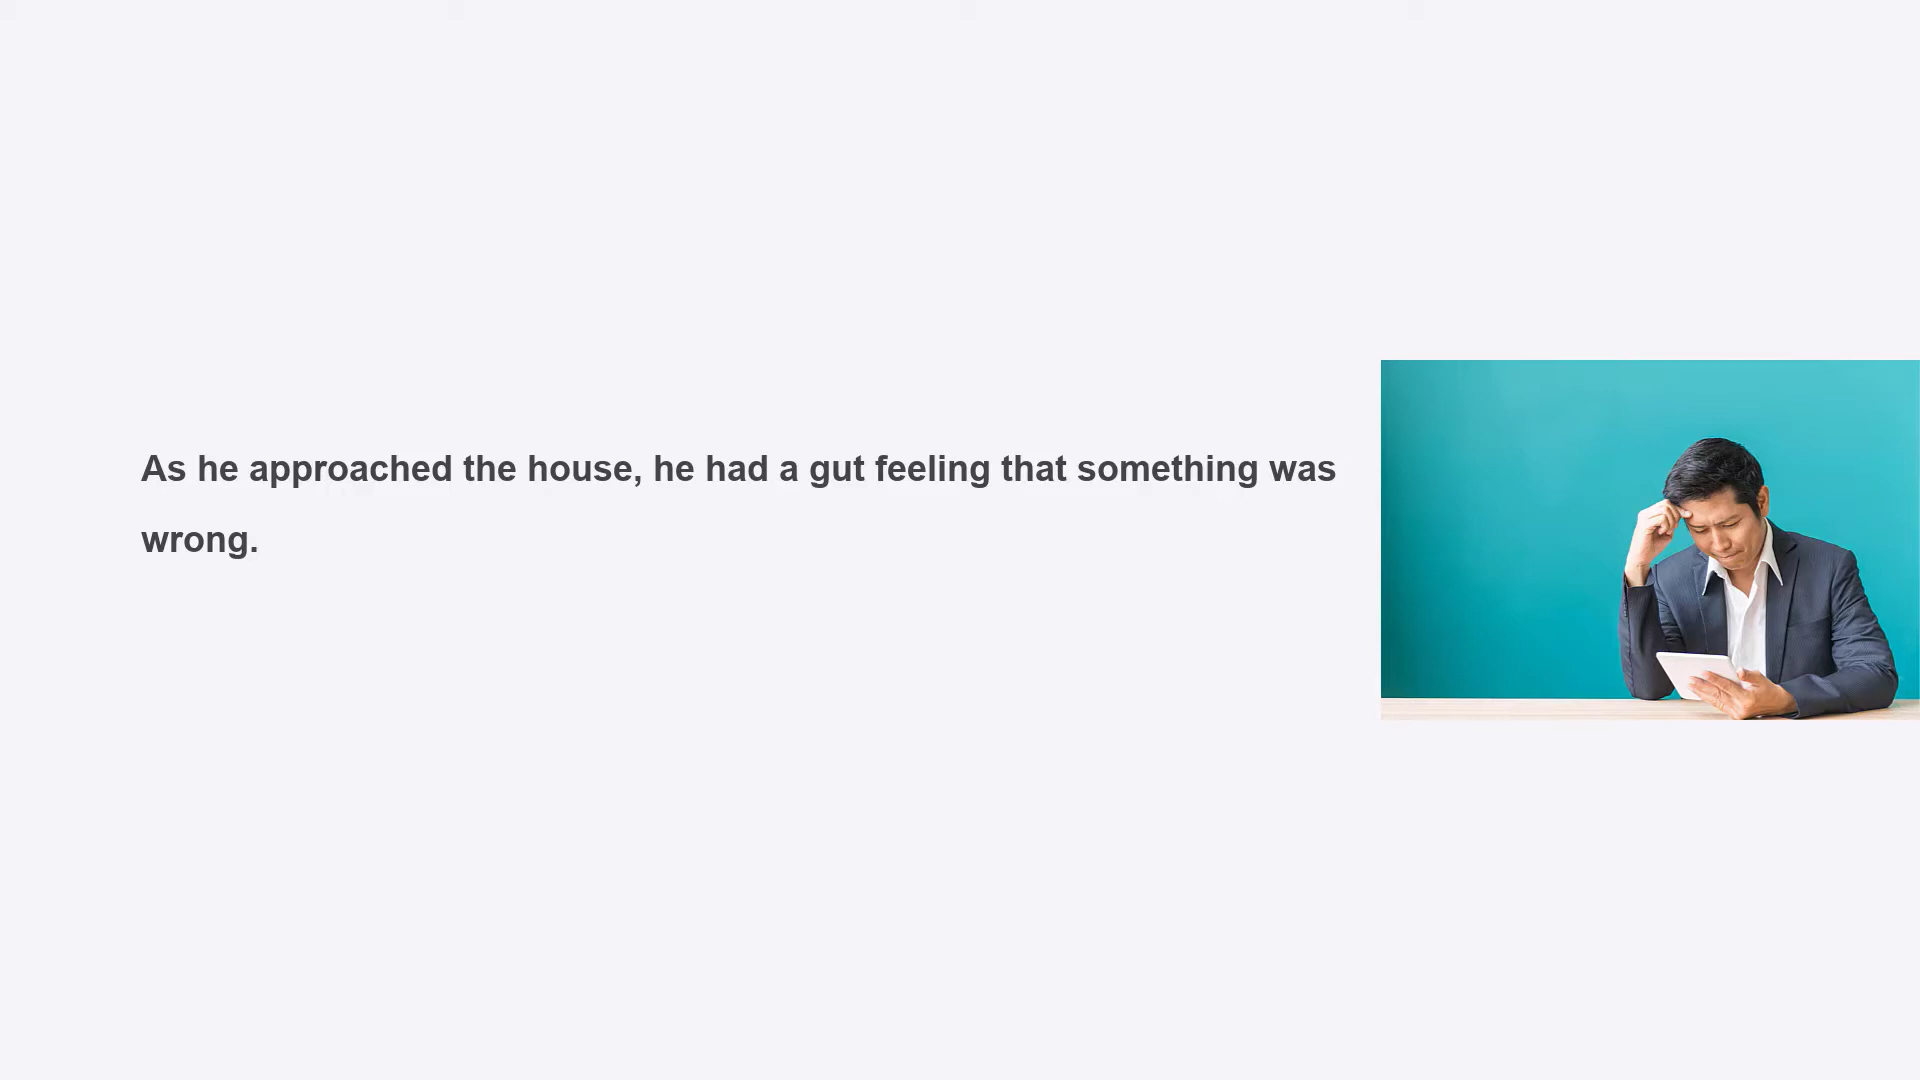 As he approached the house, he had a gut feeling that something was
wrong.